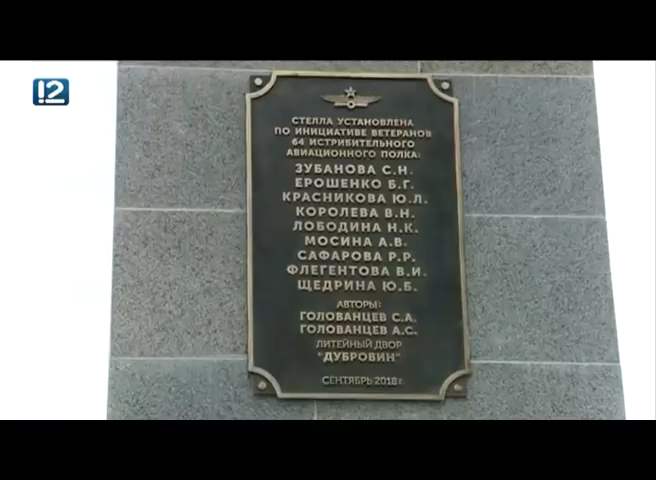 12
СТЕЛЛА УСТАНОВЛЕНА
ПО ИНИЦИАТИВЕ ВЕТЕРАНОВ
64 ИСТРИБИТЕЛЬНОГО
АВИАЦИОННОГО ПОЛКА:
ЗУБАНОВА С.Н.
ЕРОШЕНКО Б.Г.
КРАСНИКОВА Ю.Л.
КОРОЛЕВА В.Н.
ЛОБОДИНА Н.К.
МОСИНА А.В.
САФАРОВА Р.Р.
ФЛЕГЕНТОВА В.И.
ЩЕДРИНА Ю.Б.
АВТОРЫ:
ГОЛОВАНЦЕВ С.А.
ГОЛОВАНЦЕВ А.С.
ЛИТЕЙНЫЙ ДВОР
"ДУБРОВИН"
СЕНТЯБРЬ 2018 г.